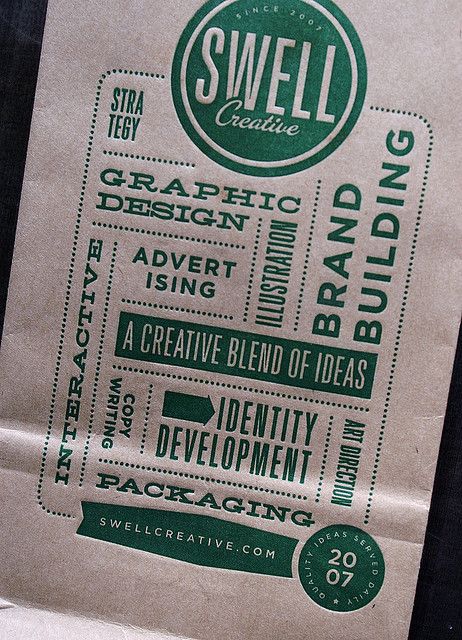 SINCE 2007
SWELL
Creative
STRA
TEGY
GRAPHIC
DESIGN
ILLUSTRATION
BRAND
BUILDING
ADVERT
ISING
INTERACTIVE
A CREATIVE BLEND OF IDEAS
COPY
WRITING
IDENTITY
DEVELOPMENT
ART DIRECTION
PACKAGING
SWELLCREATIVE.COM
QUALITY IDEAS SERVED DAILY
20
07